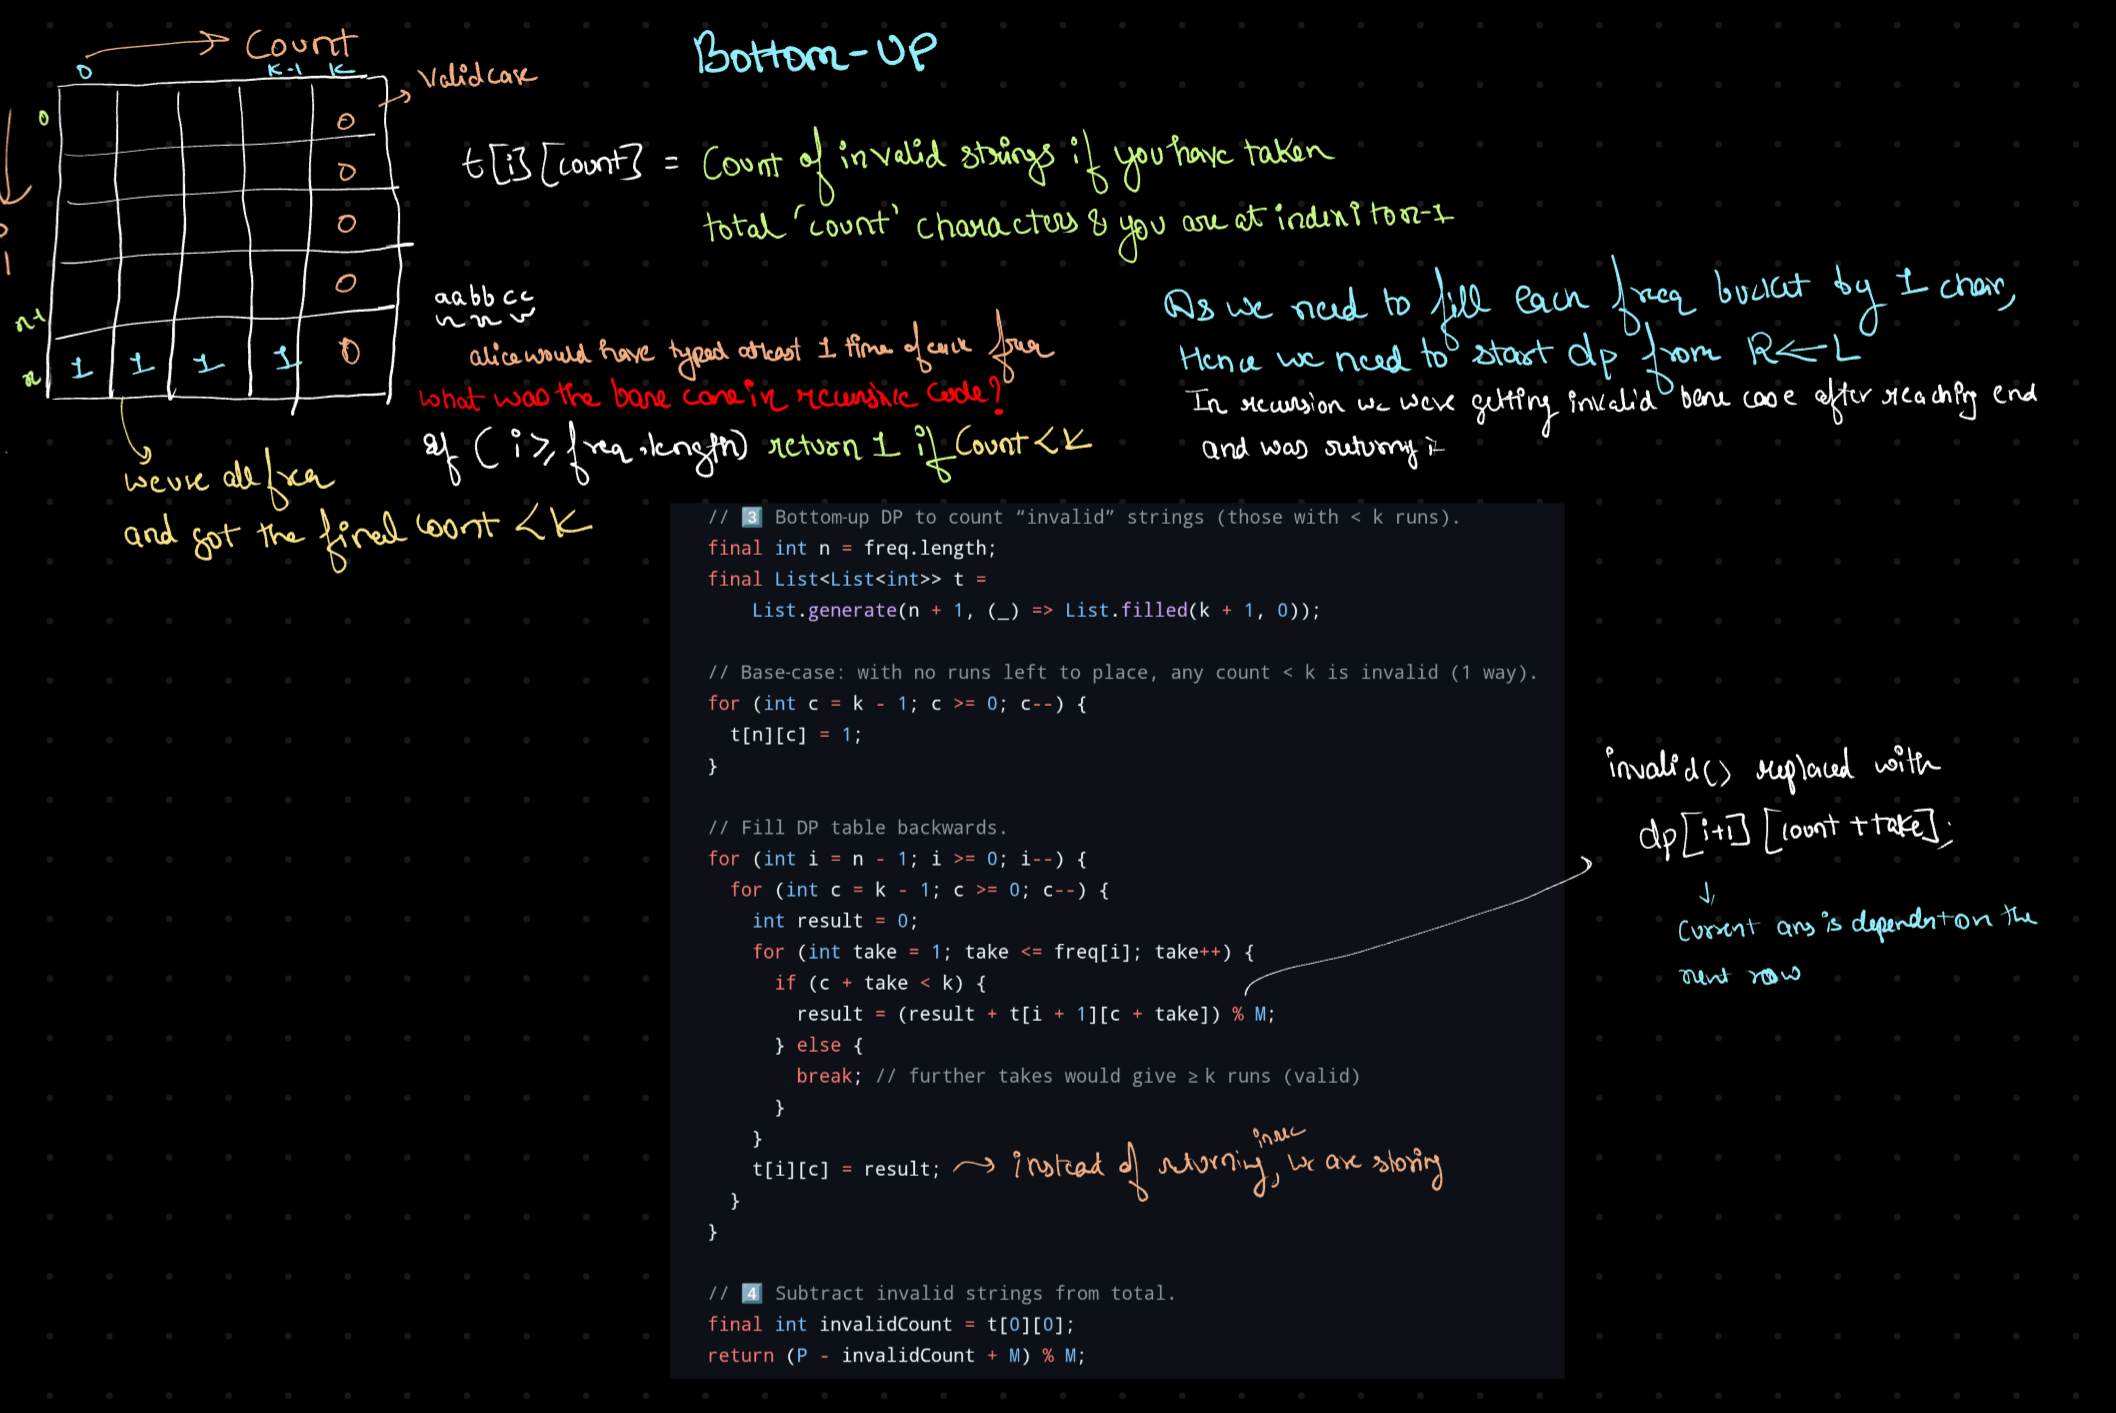 Bottom-UP
Count
0 K-1 K
Valid case
0
0
0
0
0
i
n-1
n
1 1 1 1 0
t[i][count] = Count of invalid strings if you have taken
total 'count' characters & you are at index i to n-1
aabbcc
alice would have typed atleast 1 time of each freq
what was the base case in recursive code?
if (i >, freq.length) return 1 if Count < K
we use all freq
and got the final count < K
As we need to fill each freq bucket by 1 char,
Hence we need to start dp from R <- L
In recursion we were getting invalid base case after reaching end
and was returning
// 3 Bottom-up DP to count “invalid” strings (those with < k runs).
final int n = freq.length;
final List<List<int>> t =
List.generate(n + 1, (_) => List.filled(k + 1, 0));
// Base-case: with no runs left to place, any count < k is invalid (1 way).
for (int c = k - 1; c >= 0; c--) {
t[n][c] = 1;
}
// Fill DP table backwards.
for (int i = n - 1; i >= 0; i--) {
for (int c = k - 1; c >= 0; c--) {
int result = 0;
for (int take = 1; take <= freq[i]; take++) {
if (c + take < k) {
result = (result + t[i + 1][c + take]) % M;
} else {
break; // further takes would give ≥ k runs (valid)
}
}
t[i][c] = result; → instead of returning in rec, we are storing
}
}
// 4 Subtract invalid strings from total.
final int invalidCount = t[0][0];
return (P - invalidCount + M) % M;
invalid() replaced with
dp[i+1][count + take];
Current ans is dependnt on the
next row